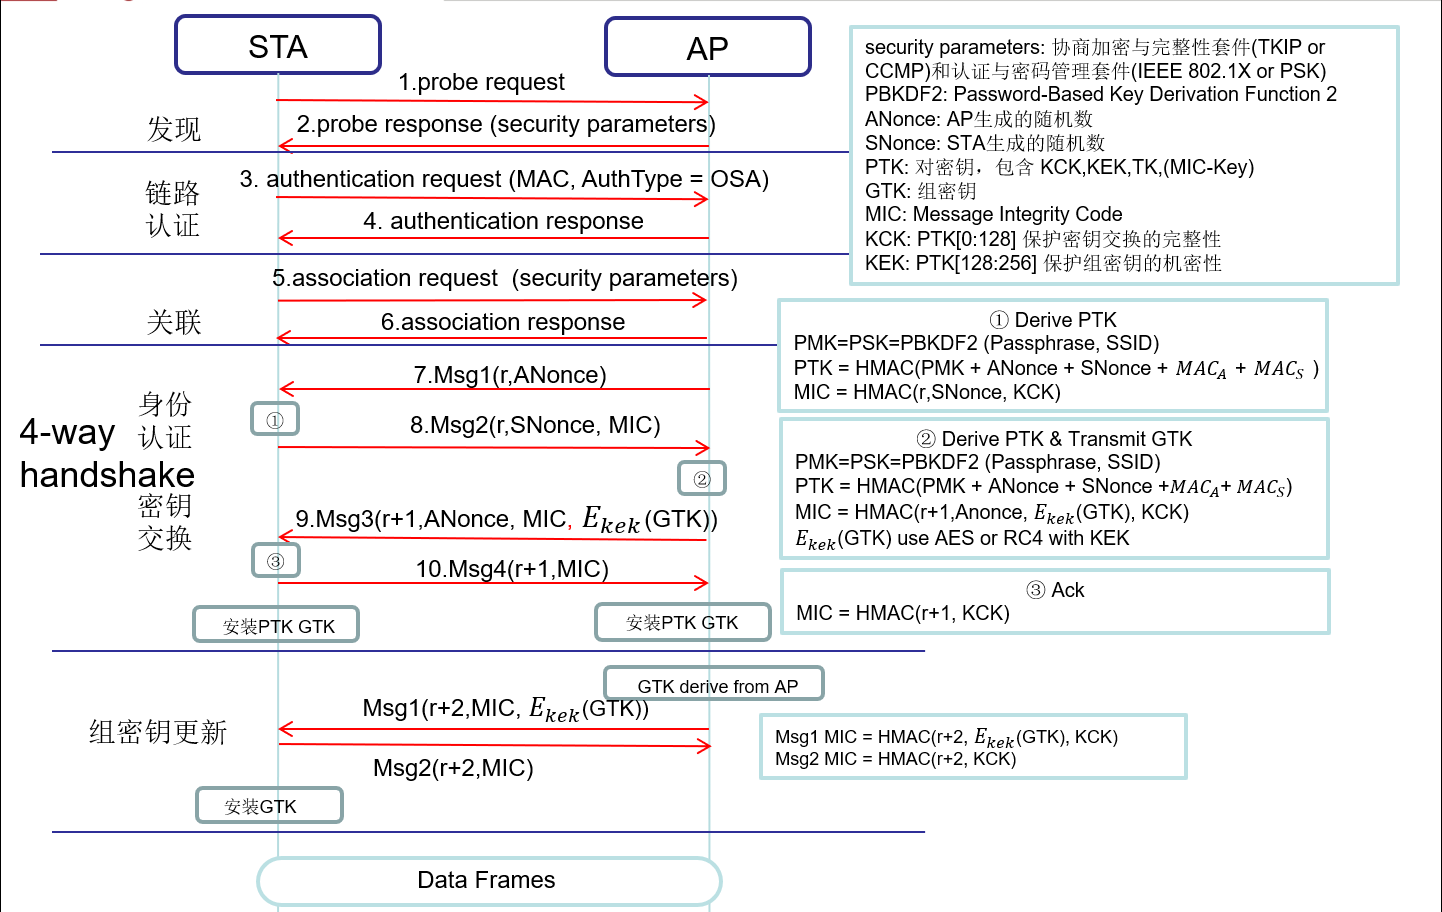 STA
AP
1.probe request
发现
2.probe response (security parameters)
链路
认证
3. authentication request (MAC, AuthType = OSA)
4. authentication response
5.association request  (security parameters)
关联
6.association response
7.Msg1(r,ANonce)
4-way
handshake
身份
认证
①
8.Msg2(r,SNonce, MIC)
②
密钥
交换
9.Msg3(r+1,ANonce, MIC, E_kek(GTK))
③
10.Msg4(r+1,MIC)
安装PTK GTK
安装PTK GTK
GTK derive from AP
组密钥更新
Msg1(r+2,MIC, E_kek(GTK))
Msg2(r+2,MIC)
安装GTK
Data Frames
security parameters: 协商加密与完整性套件(TKIP or
CCMP)和认证与密码管理套件(IEEE 802.1X or PSK)
PBKDF2: Password-Based Key Derivation Function 2
ANonce: AP生成的随机数
SNonce: STA生成的随机数
PTK: 对密钥，包含 KCK,KEK,TK,(MIC-Key)
GTK: 组密钥
MIC: Message Integrity Code
KCK: PTK[0:128] 保护密钥交换的完整性
KEK: PTK[128:256] 保护组密钥的机密性
① Derive PTK
PMK=PSK=PBKDF2 (Passphrase, SSID)
PTK = HMAC(PMK + ANonce + SNonce + MAC_A + MAC_S )
MIC = HMAC(r,SNonce, KCK)
② Derive PTK & Transmit GTK
PMK=PSK=PBKDF2 (Passphrase, SSID)
PTK = HMAC(PMK + ANonce + SNonce +MAC_A+ MAC_S)
MIC = HMAC(r+1,Anonce, E_kek(GTK), KCK)
E_kek(GTK) use AES or RC4 with KEK
③ Ack
MIC = HMAC(r+1, KCK)
Msg1 MIC = HMAC(r+2, E_kek(GTK), KCK)
Msg2 MIC = HMAC(r+2, KCK)